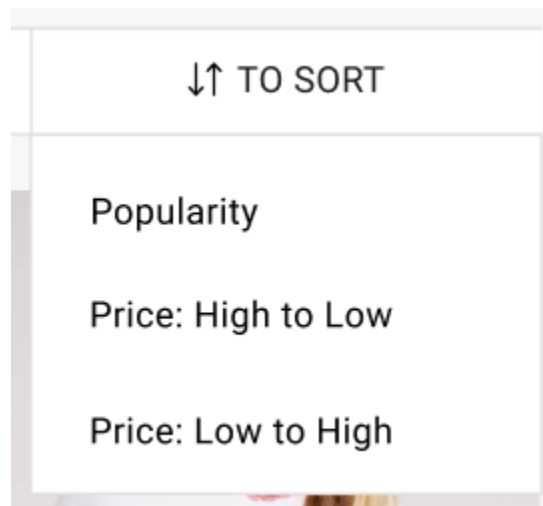 ↓↑ TO SORT
Popularity
Price: High to Low
Price: Low to High